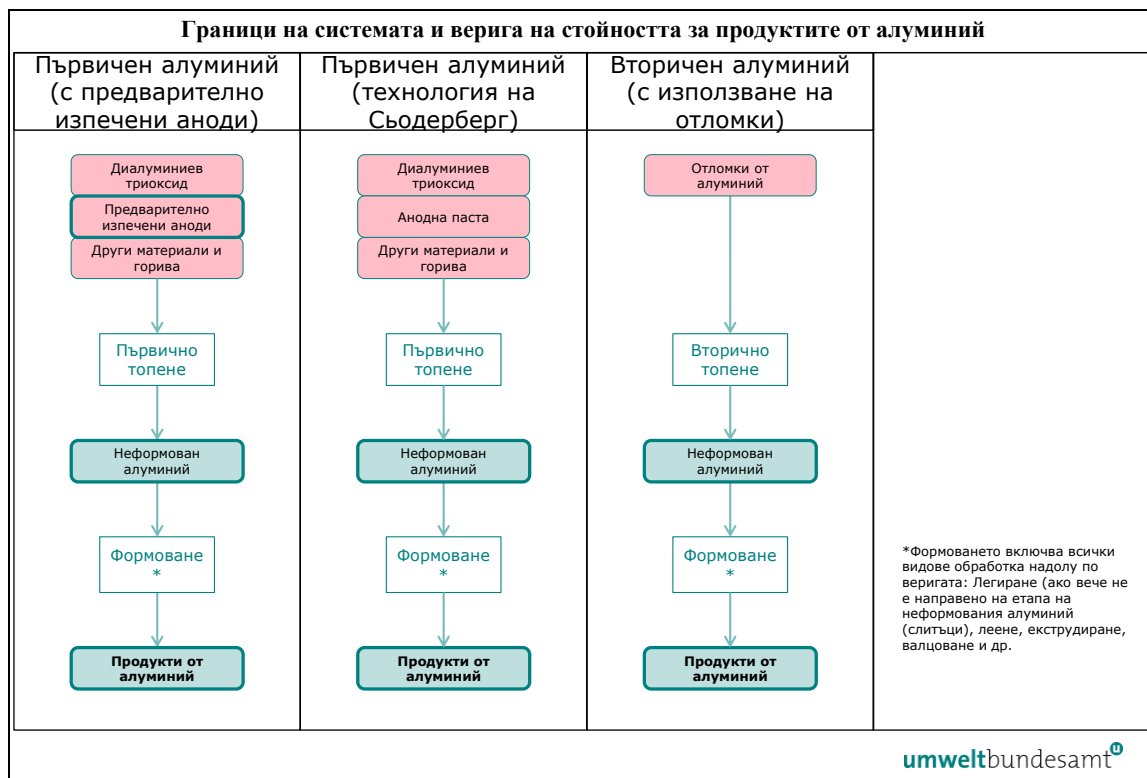 Граници на системата и верига на стойността за продуктите от алуминий
Първичен алуминий
(с предварително
изпечени аноди)
Диалуминиев
триоксид
Предварително
изпечени аноди
Други материали и
горива
Първично
топене
Неформован
алуминий
Формоване
*
Продукти от
алуминий
Първичен алуминий
(технология на
Сьодерберг)
Диалуминиев
триоксид
Анодна паста
Други материали и
горива
Първично
топене
Неформован
алуминий
Формоване
*
Продукти от
алуминий
Вторичен алуминий
(с използване на
отломки)
Отломки от
алуминий
Вторично
топене
Неформован
алуминий
Формоване
*
Продукти от
алуминий
*Формоването включва всички
видове обработка надолу по
веригата: Легиране (ако вече не
е направено на етапа на
неформования алуминий
(слитъци), леене, екструдиране,
валцоване и др.
umweltbundesamt u